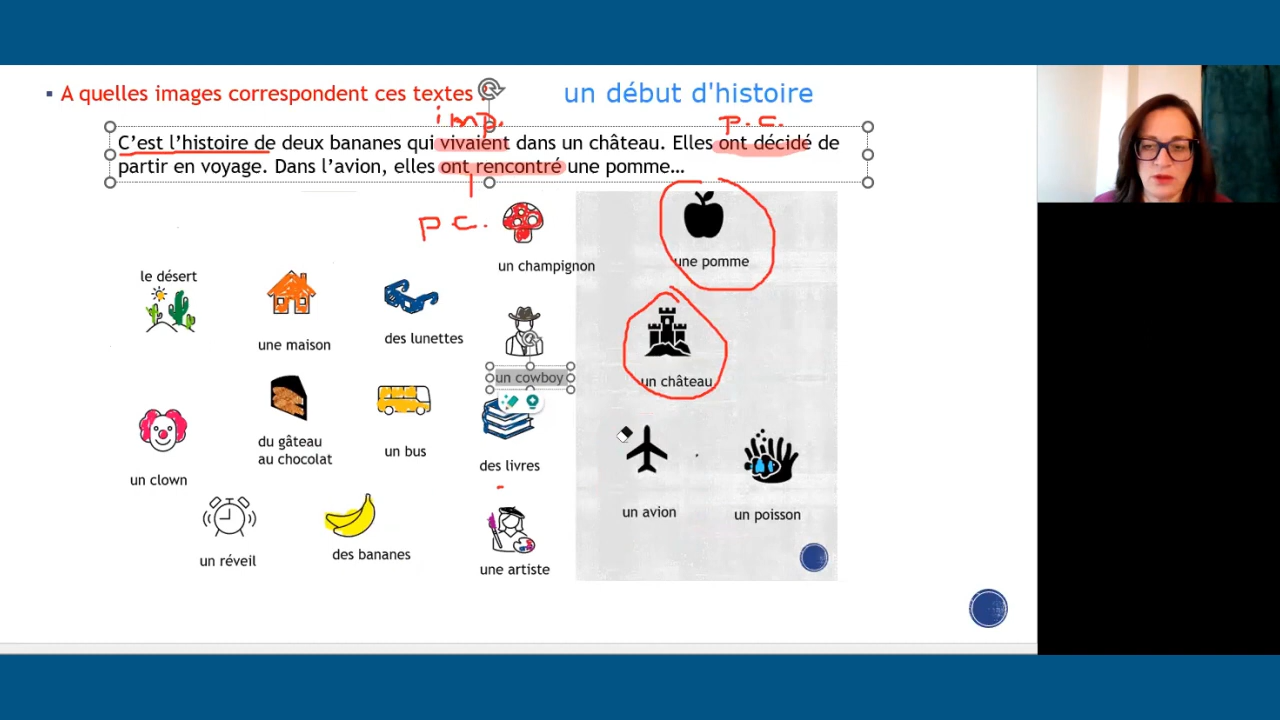 A quelles images correspondent ces textes
un début d'histoire
imp.
p.c.
C'est l'histoire de deux bananes qui vivaient dans un château. Elles ont décidé de
partir en voyage. Dans l'avion, elles ont rencontré une pomme…
p c.
un champignon
une pomme
le désert
une maison
des lunettes
un cowboy
un château
un clown
du gâteau
au chocolat
un bus
des livres
un avion
un poisson
un réveil
des bananes
une artiste